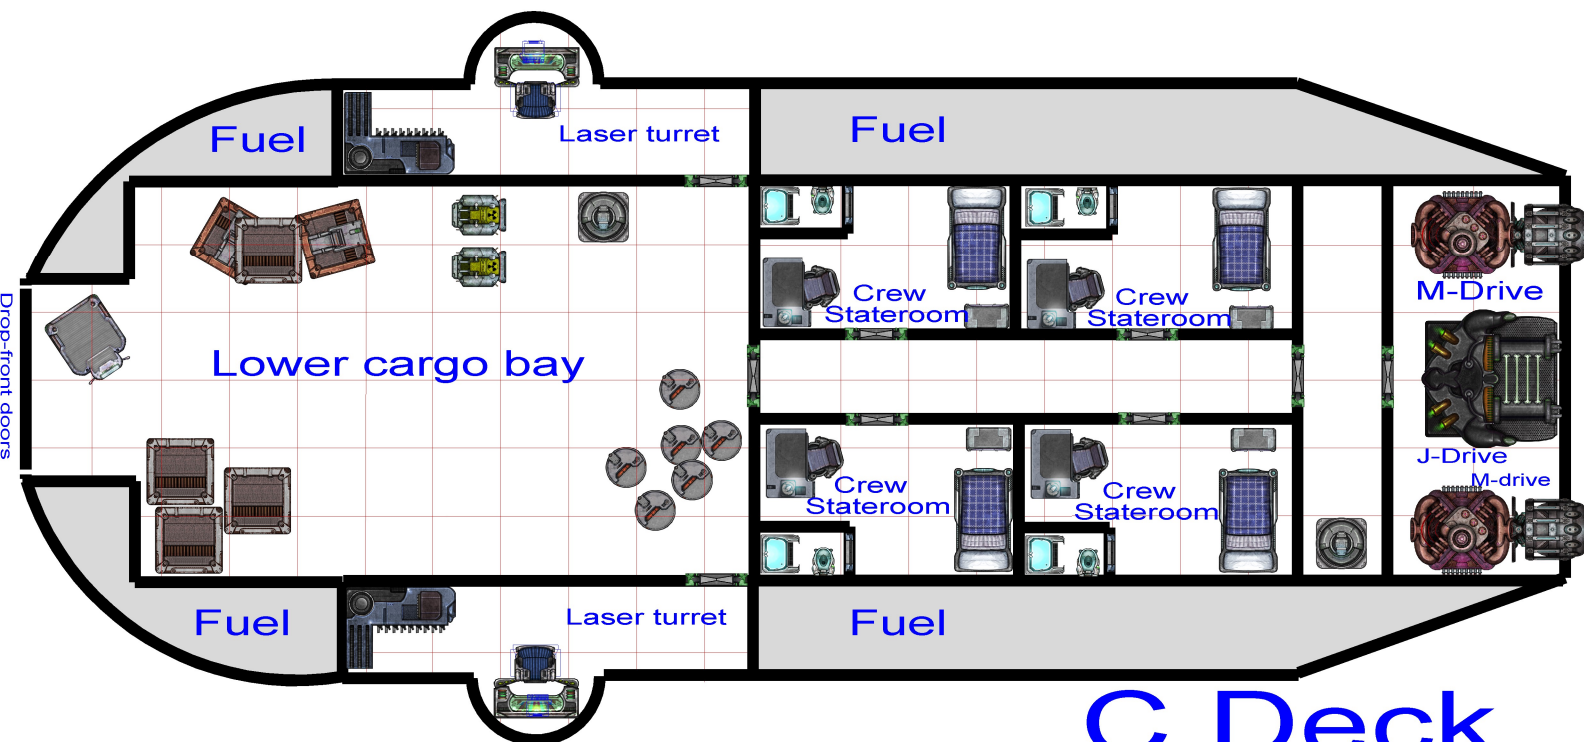 Fuel
Laser turret
Fuel
Crew
Stateroom
Crew
Stateroom
M-Drive
Drop-front doors
Lower cargo bay
J-Drive
M-drive
Crew
Stateroom
Crew
Stateroom
Fuel
Laser turret
Fuel
C Deck